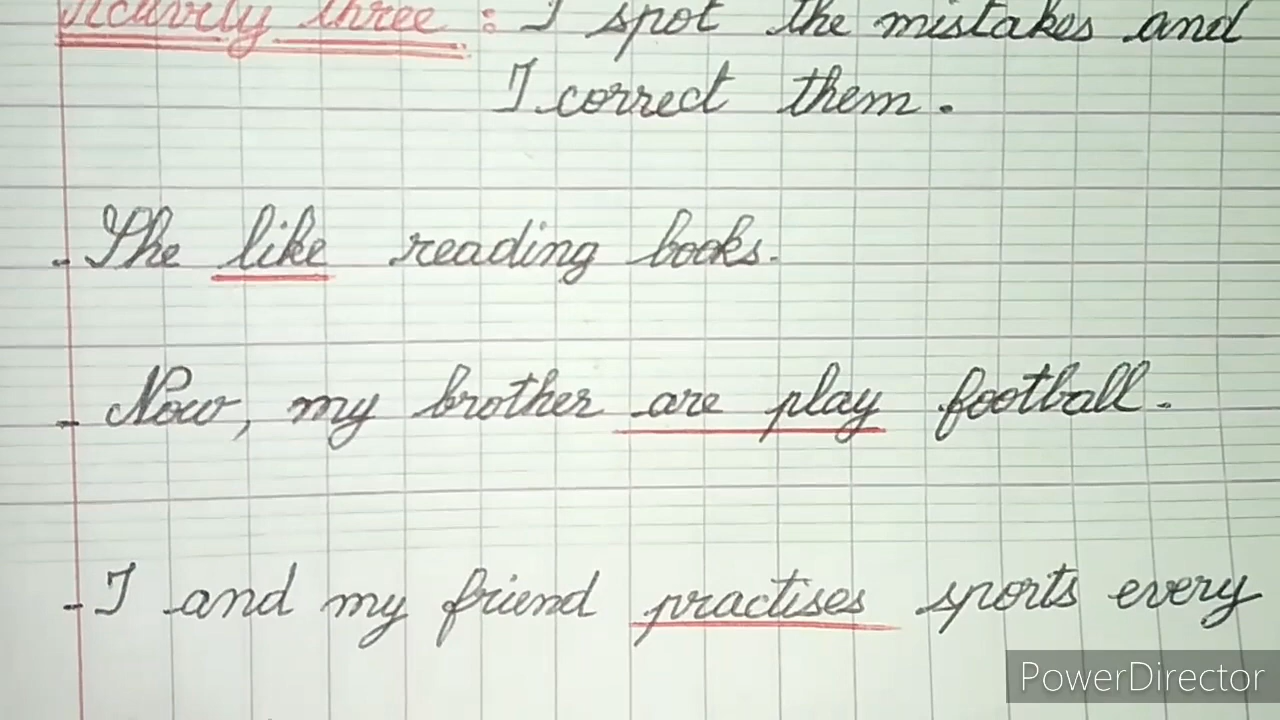 Activity three : I spot the mistakes and
I correct them.
- She like reading books.
- Now, my brother are play football.
- I and my friend practises sports every
PowerDirector